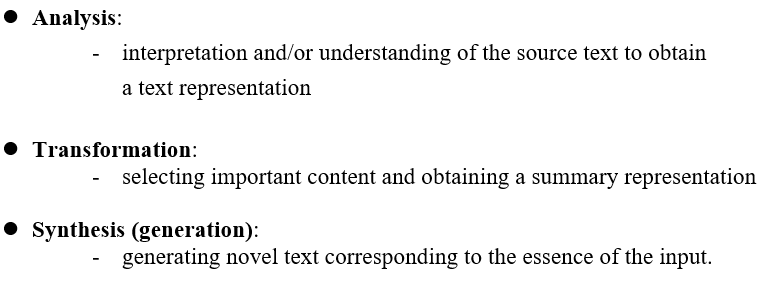 ● Analysis:
- interpretation and/or understanding of the source text to obtain
a text representation
● Transformation:
- selecting important content and obtaining a summary representation
● Synthesis (generation):
- generating novel text corresponding to the essence of the input.